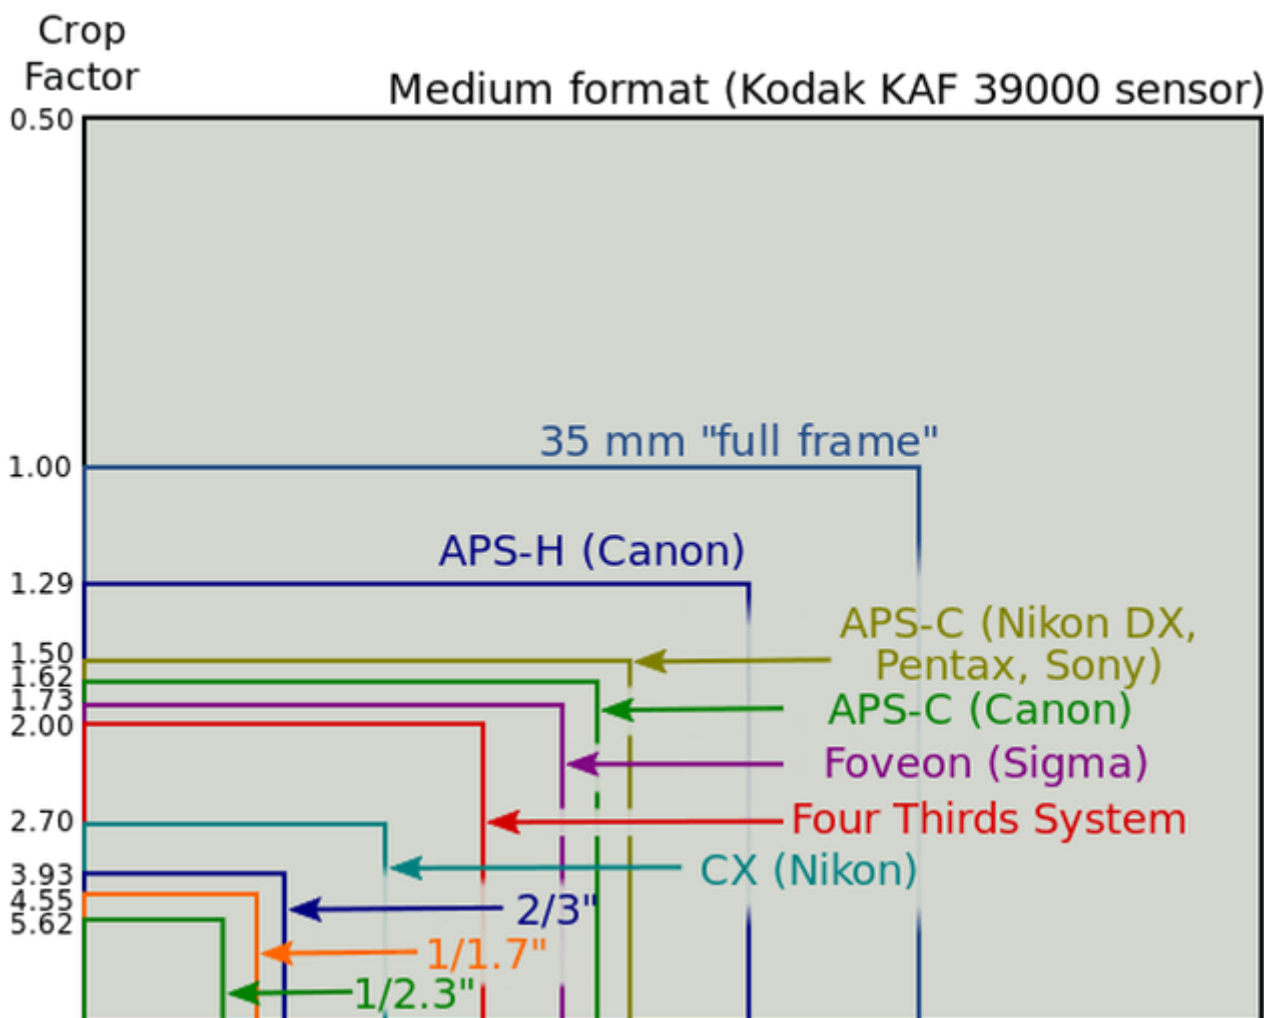 Crop
Factor
Medium format (Kodak KAF 39000 sensor)
0.50
35 mm "full frame"
1.00
APS-H (Canon)
1.29
APS-C (Nikon DX,
Pentax, Sony)
1.50
1.62
1.73
APS-C (Canon)
2.00
Foveon (Sigma)
2.70
Four Thirds System
CX (Nikon)
3.93
4.55
2/3"
5.62
1/1.7"
1/2.3"